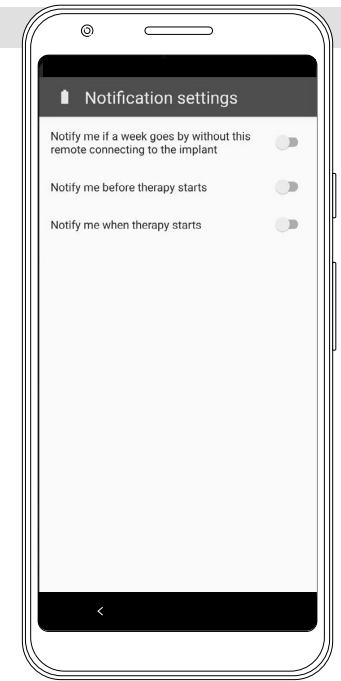 Notification settings
Notify me if a week goes by without this
remote connecting to the implant
Notify me before therapy starts
Notify me when therapy starts